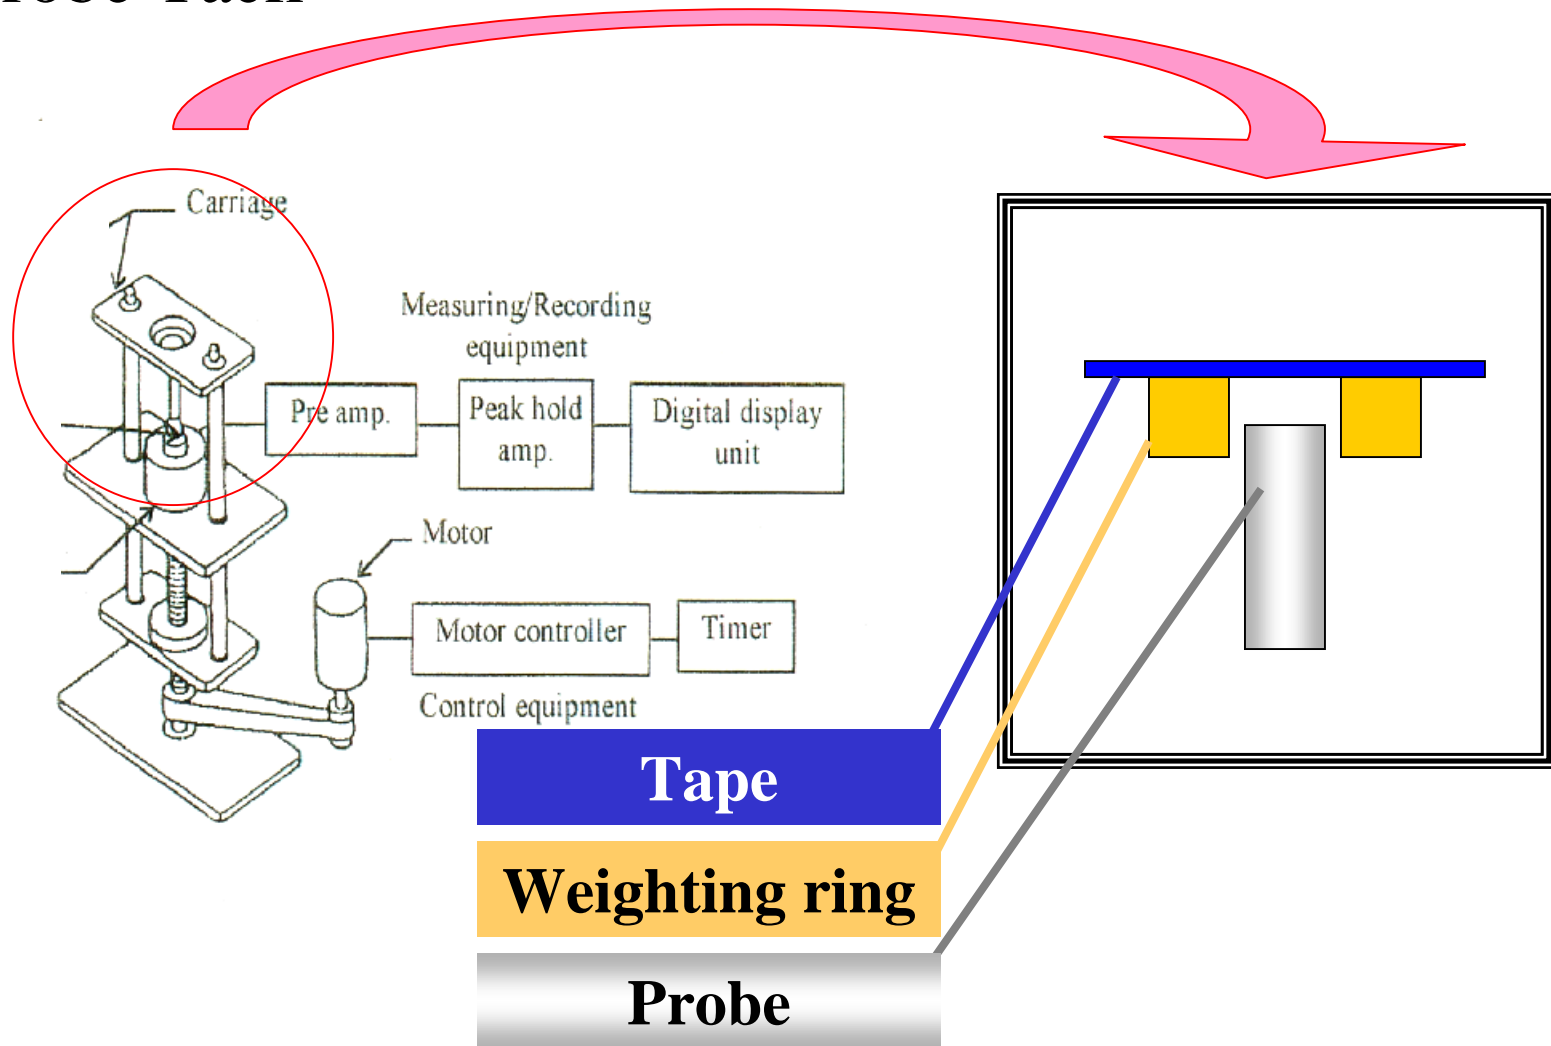 Carriage
Measuring/Recording
equipment
Pre amp.
Peak hold
amp.
Digital display
unit
Motor
Motor controller
Timer
Control equipment
Tape
Weighting ring
Probe